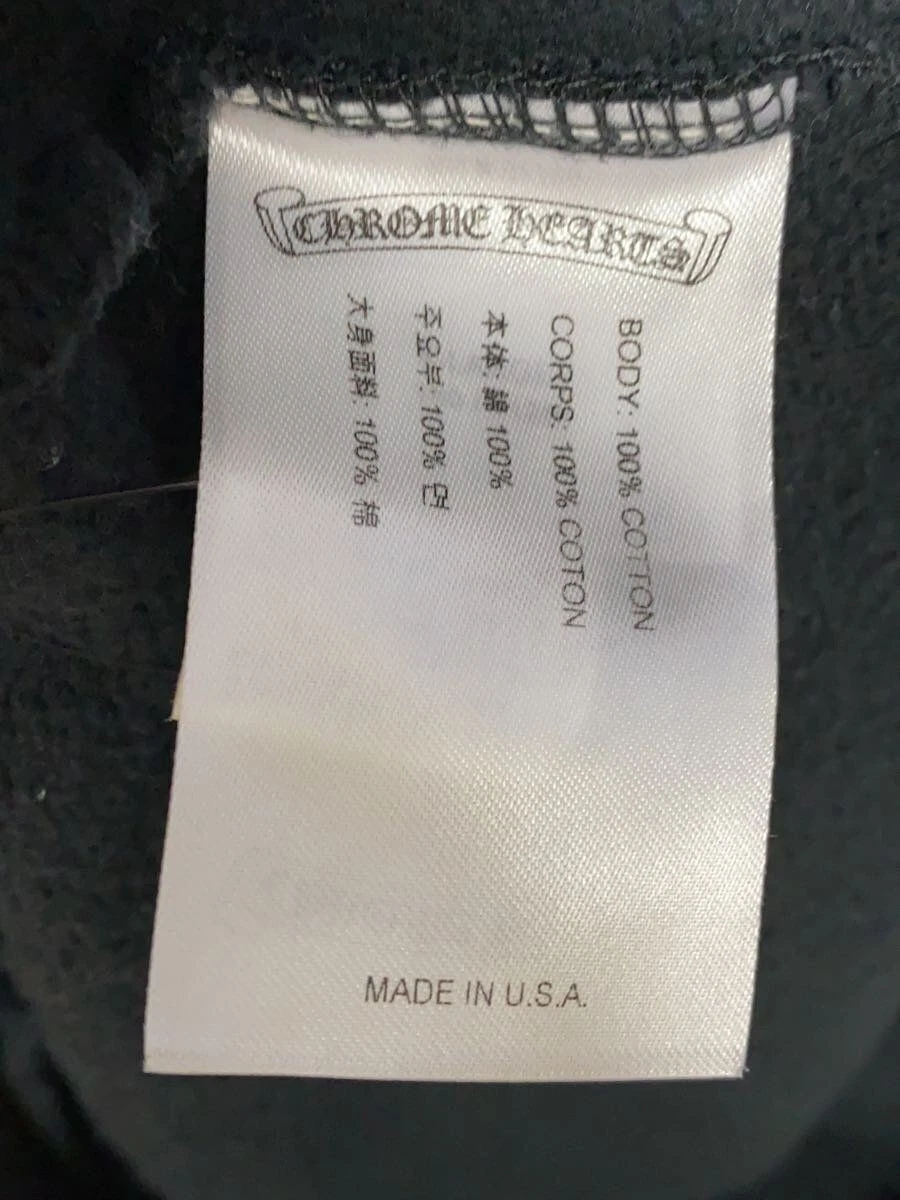 CHROME HEARTS
BODY: 100% COTTON
CORPS: 100% COTON
本体: 綿 100%
주요부: 100% 면
大身面料: 100% 棉
MADE IN U.S.A.